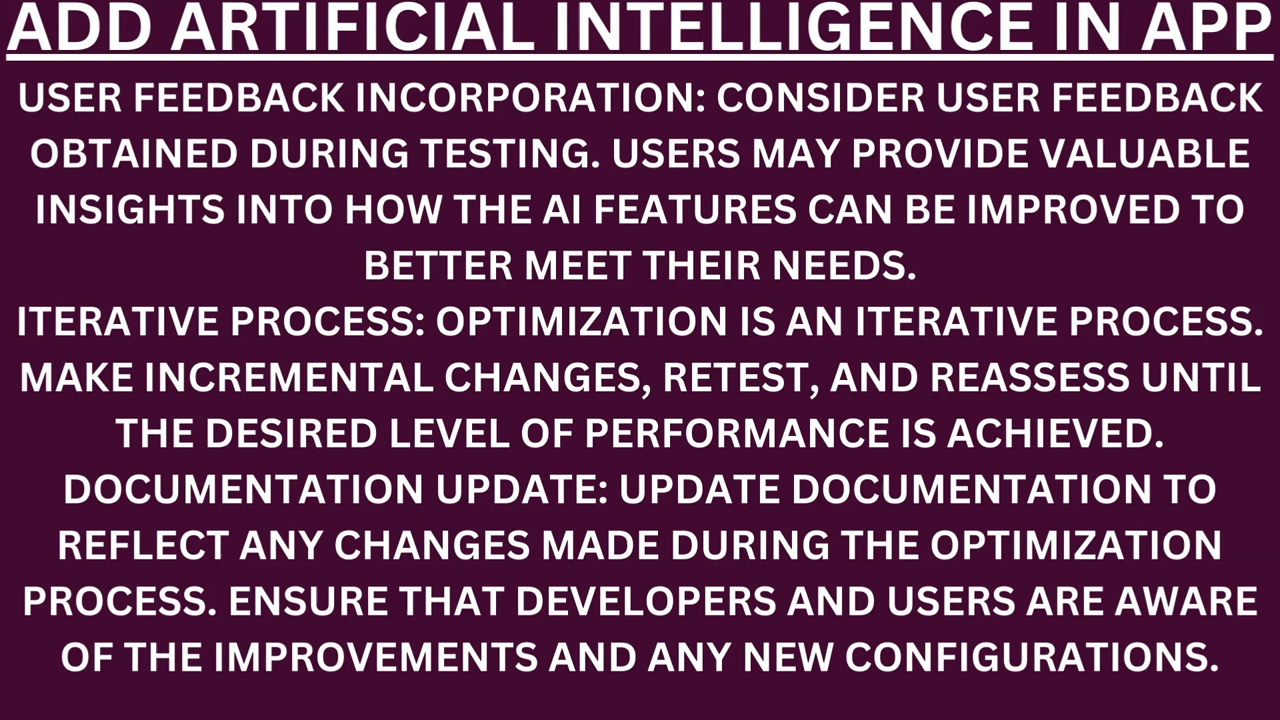 ADD ARTIFICIAL INTELLIGENCE IN APP
USER FEEDBACK INCORPORATION: CONSIDER USER FEEDBACK
OBTAINED DURING TESTING. USERS MAY PROVIDE VALUABLE
INSIGHTS INTO HOW THE AI FEATURES CAN BE IMPROVED TO
BETTER MEET THEIR NEEDS.
ITERATIVE PROCESS: OPTIMIZATION IS AN ITERATIVE PROCESS.
MAKE INCREMENTAL CHANGES, RETEST, AND REASSESS UNTIL
THE DESIRED LEVEL OF PERFORMANCE IS ACHIEVED.
DOCUMENTATION UPDATE: UPDATE DOCUMENTATION TO
REFLECT ANY CHANGES MADE DURING THE OPTIMIZATION
PROCESS. ENSURE THAT DEVELOPERS AND USERS ARE AWARE
OF THE IMPROVEMENTS AND ANY NEW CONFIGURATIONS.